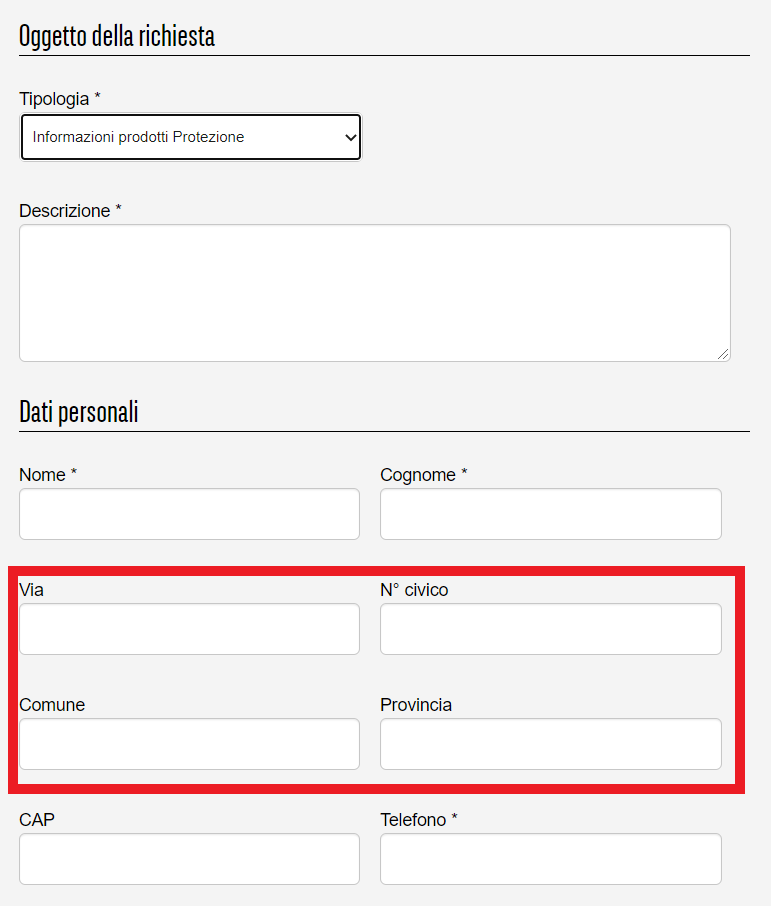 Oggetto della richiesta
Tipologia *
Informazioni prodotti Protezione
Descrizione *
Dati personali
Nome * Cognome *
Via N° civico
Comune Provincia
CAP Telefono *